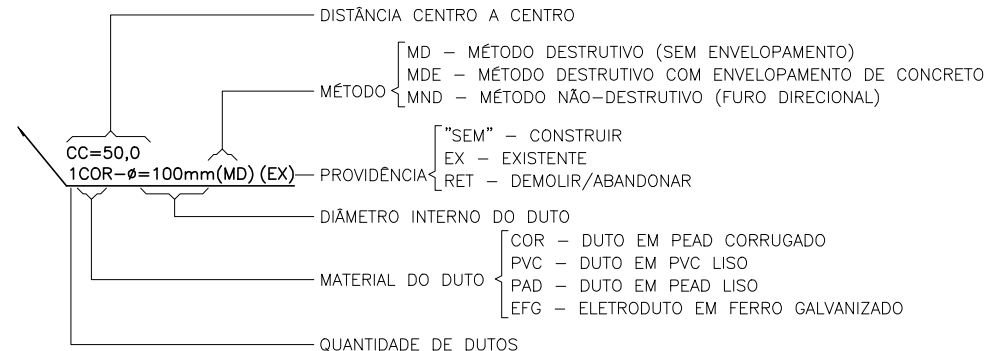 DISTÂNCIA CENTRO A CENTRO
MÉTODO
MD – MÉTODO DESTRUTIVO (SEM ENVELOPAMENTO)
MDE – MÉTODO DESTRUTIVO COM ENVELOPAMENTO DE CONCRETO
MND – MÉTODO NÃO-DESTRUTIVO (FURO DIRECIONAL)
CC=50,0
1COR-ø=100mm(MD) (EX)
PROVIDÊNCIA
"SEM" – CONSTRUIR
EX – EXISTENTE
RET – DEMOLIR/ABANDONAR
DIÂMETRO INTERNO DO DUTO
MATERIAL DO DUTO
COR – DUTO EM PEAD CORRUGADO
PVC – DUTO EM PVC LISO
PAD – DUTO EM PEAD LISO
EFG – ELETRODUTO EM FERRO GALVANIZADO
QUANTIDADE DE DUTOS